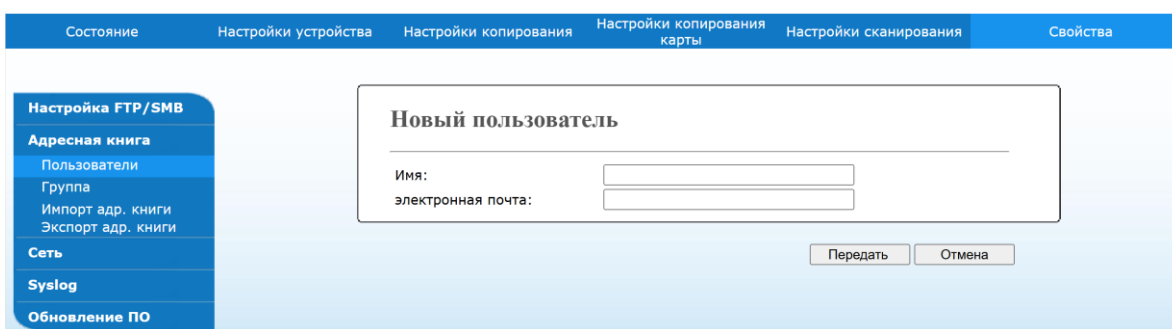 Состояние
Настройки устройства
Настройки копирования
Настройки копирования
карты
Настройки сканирования
Свойства
Настройка FTP/SMB
Адресная книга
Пользователи
Группа
Импорт адр. книги
Экспорт адр. книги
Сеть
Syslog
Обновление ПО
Новый пользователь
Имя:
электронная почта:
Передать
Отмена